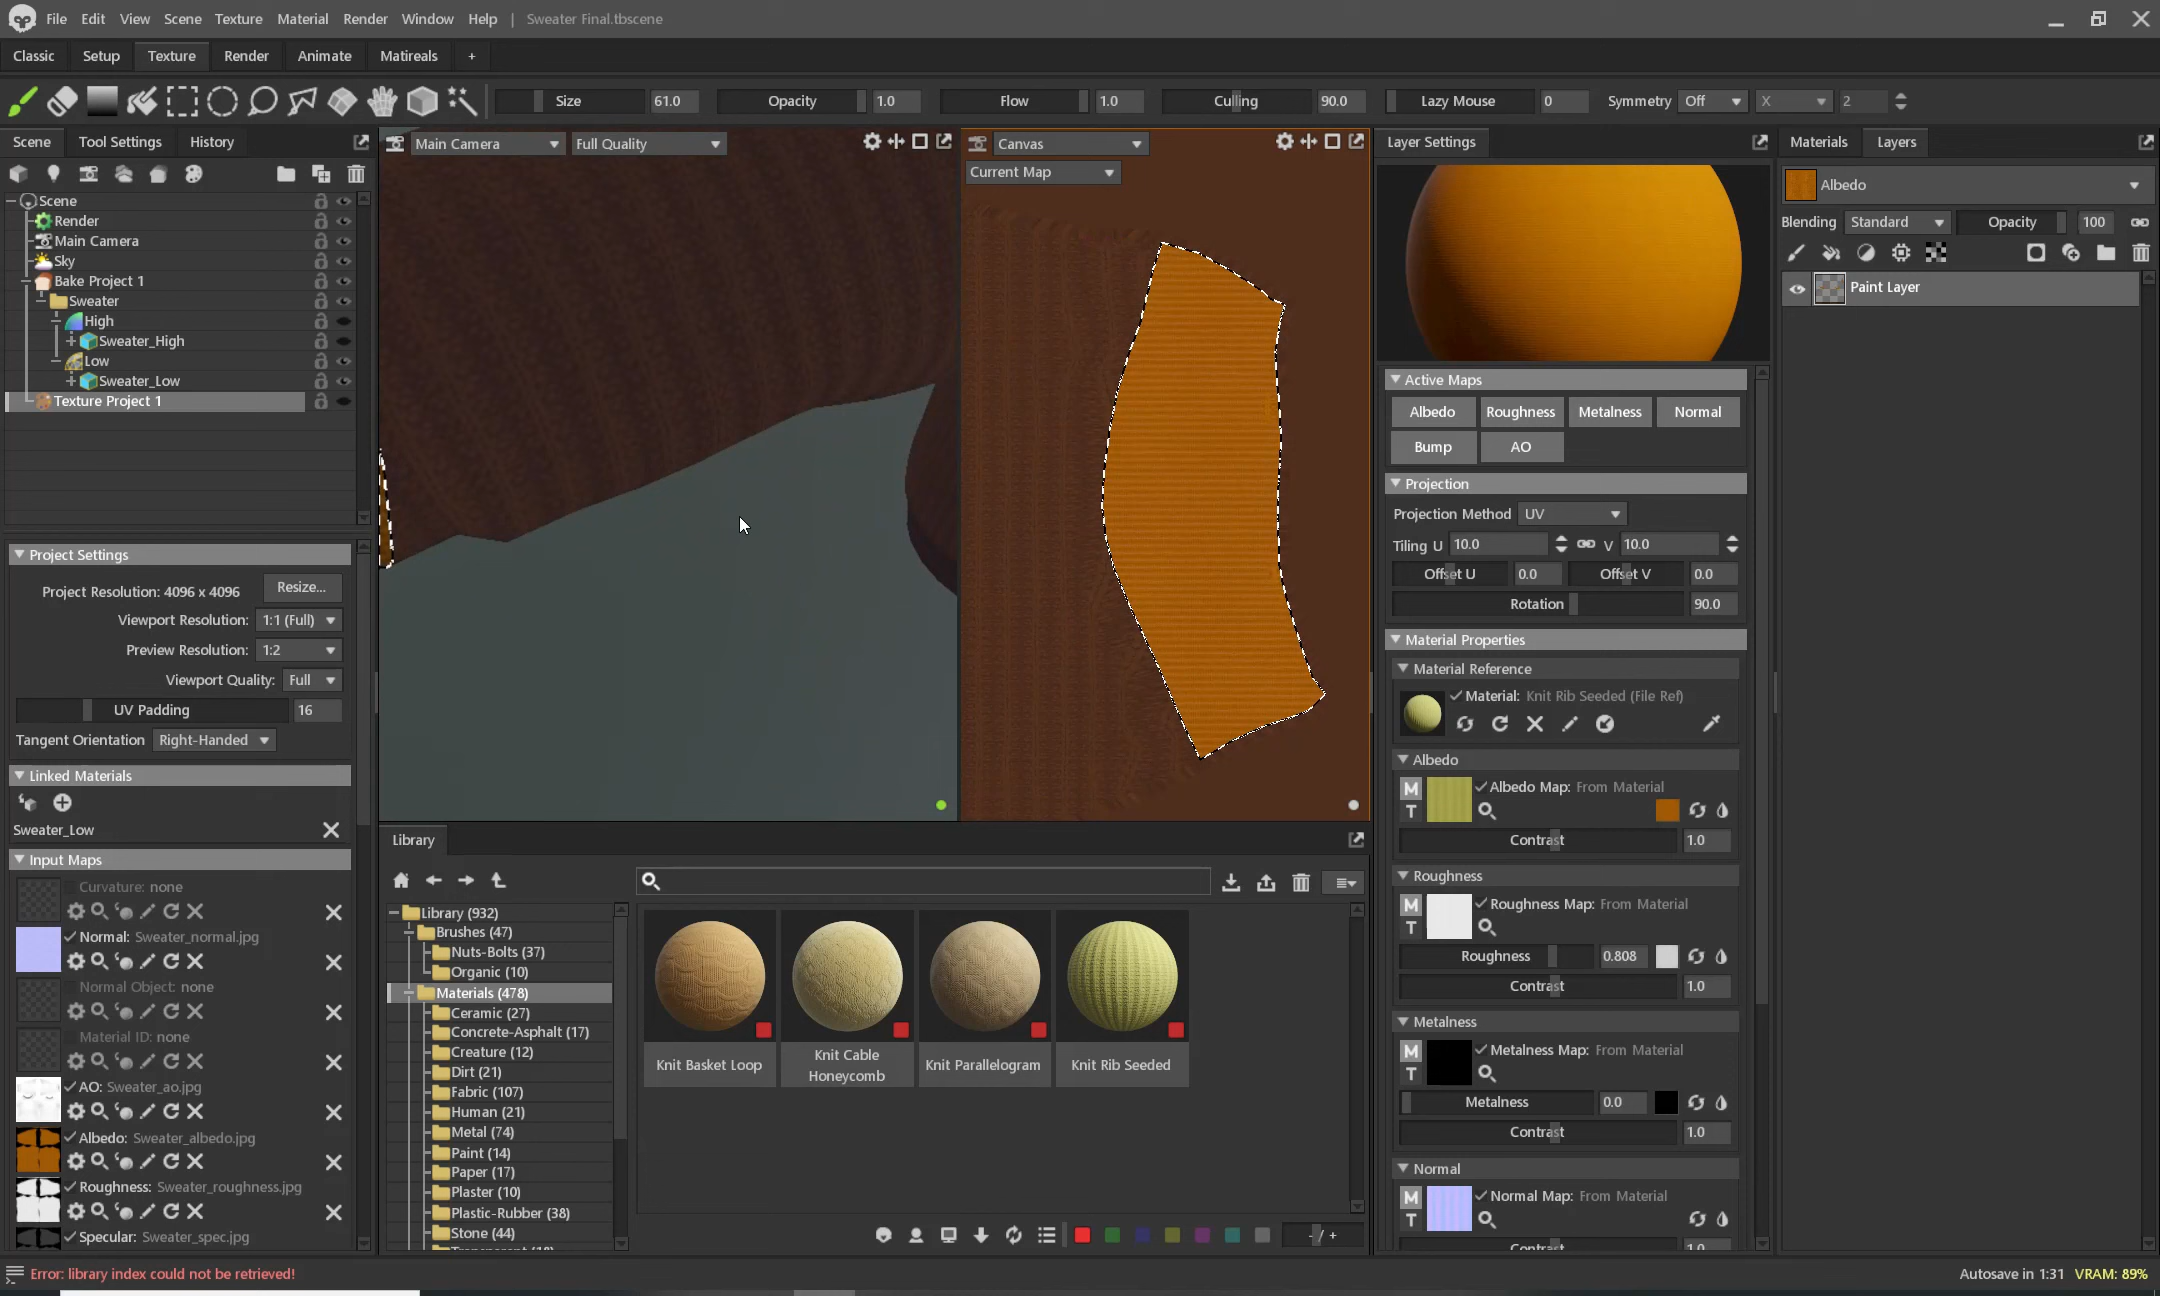 File Edit View Scene Texture Material Render Window Help | Sweater Final.tbscene
Classic Setup Texture Render Animate Matireals +
Size 61.0 Opacity 1.0 Flow 1.0 Culling 90.0 Lazy Mouse 0 Symmetry Off X 2
Scene Tool Settings History
Scene
Render
Main Camera
Sky
Bake Project 1
Sweater
High
Sweater_High
Low
Sweater_Low
Texture Project 1
Project Settings
Project Resolution: 4096 x 4096 Resize...
Viewport Resolution: 1:1 (Full)
Preview Resolution: 1:2
Viewport Quality: Full
UV Padding 16
Tangent Orientation Right-Handed
Linked Materials
Sweater_Low
Input Maps
Curvature: none
Normal: Sweater_normal.jpg
Normal Object: none
Material ID: none
AO: Sweater_ao.jpg
Albedo: Sweater_albedo.jpg
Roughness: Sweater_roughness.jpg
Specular: Sweater_spec.jpg
Main Camera Full Quality
Canvas
Current Map
Library
Library (932)
Brushes (47)
Nuts-Bolts (37)
Organic (10)
Materials (478)
Ceramic (27)
Concrete-Asphalt (17)
Creature (12)
Dirt (21)
Fabric (107)
Human (21)
Metal (74)
Paint (14)
Paper (17)
Plaster (10)
Plastic-Rubber (38)
Stone (44)
Knit Basket Loop
Knit Cable
Honeycomb
Knit Parallelogram
Knit Rib Seeded
- / +
Layer Settings
Active Maps
Albedo Roughness Metalness Normal
Bump AO
Projection
Projection Method UV
Tiling U 10.0 V 10.0
Offset U 0.0 Offset V 0.0
Rotation 90.0
Material Properties
Material Reference
Material: Knit Rib Seeded (File Ref)
Albedo
M Albedo Map: From Material
T
Contrast 1.0
Roughness
M Roughness Map: From Material
T
Roughness 0.808
Contrast 1.0
Metalness
M Metalness Map: From Material
T
Metalness 0.0
Contrast 1.0
Normal
M Normal Map: From Material
T
Contrast 1.0
Materials Layers
Albedo
Blending Standard Opacity 100
Paint Layer
Error: library index could not be retrieved!
Autosave in 1:31 VRAM: 89%